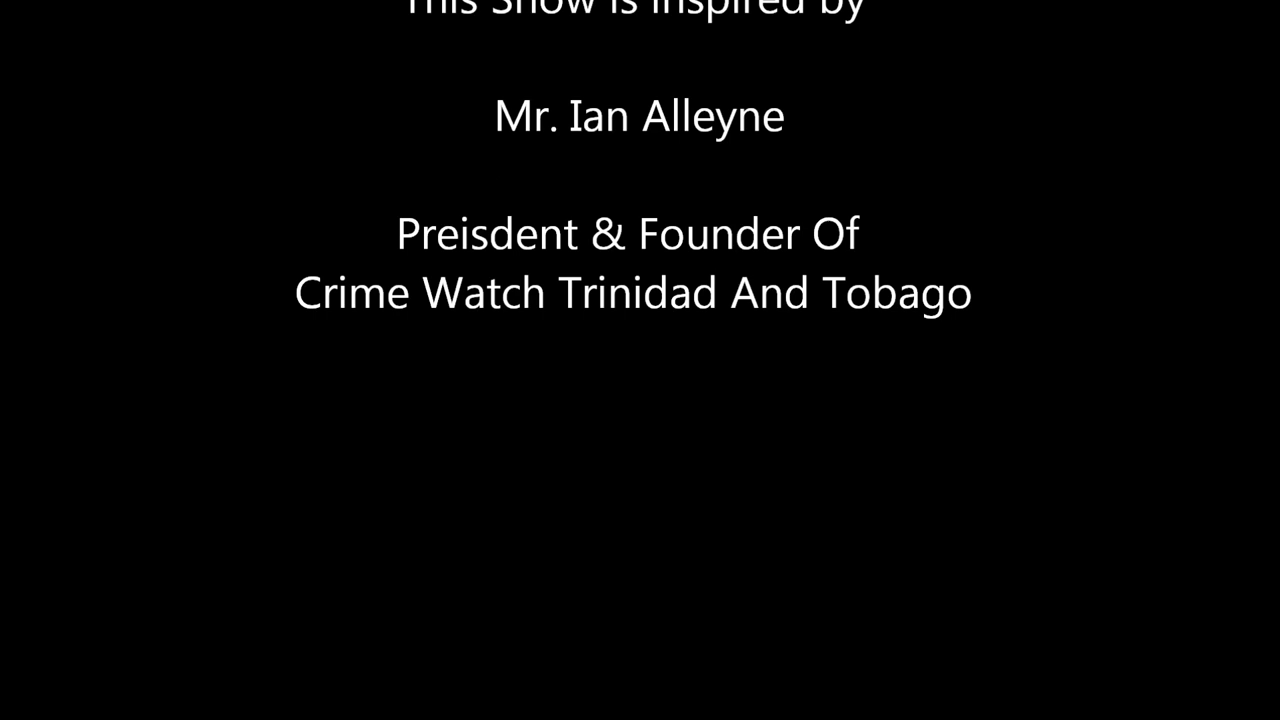 This Show is Inspired by
Mr. Ian Alleyne
Preisdent & Founder Of
Crime Watch Trinidad And Tobago